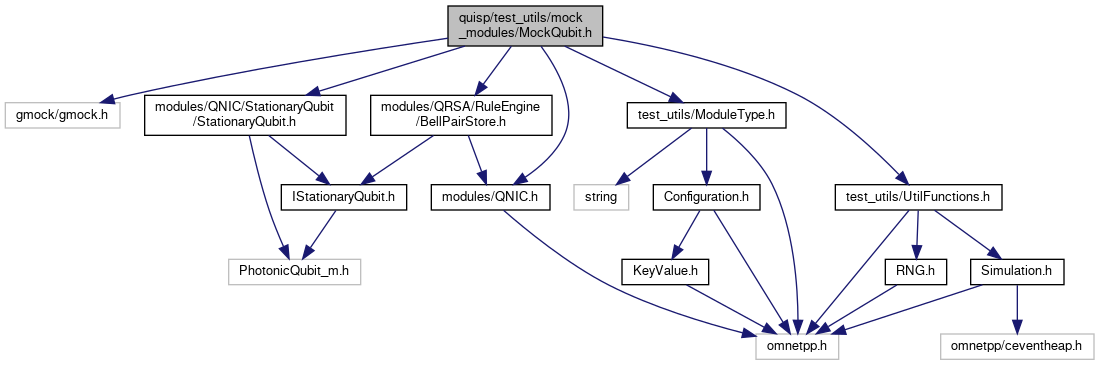 quisp/test_utils/mock
_modules/MockQubit.h
gmock/gmock.h
modules/QNIC/StationaryQubit
/StationaryQubit.h
modules/QRSA/RuleEngine
/BellPairStore.h
test_utils/ModuleType.h
IStationaryQubit.h
modules/QNIC.h
string
Configuration.h
test_utils/UtilFunctions.h
PhotonicQubit_m.h
KeyValue.h
RNG.h
Simulation.h
omnetpp.h
omnetpp/ceventheap.h